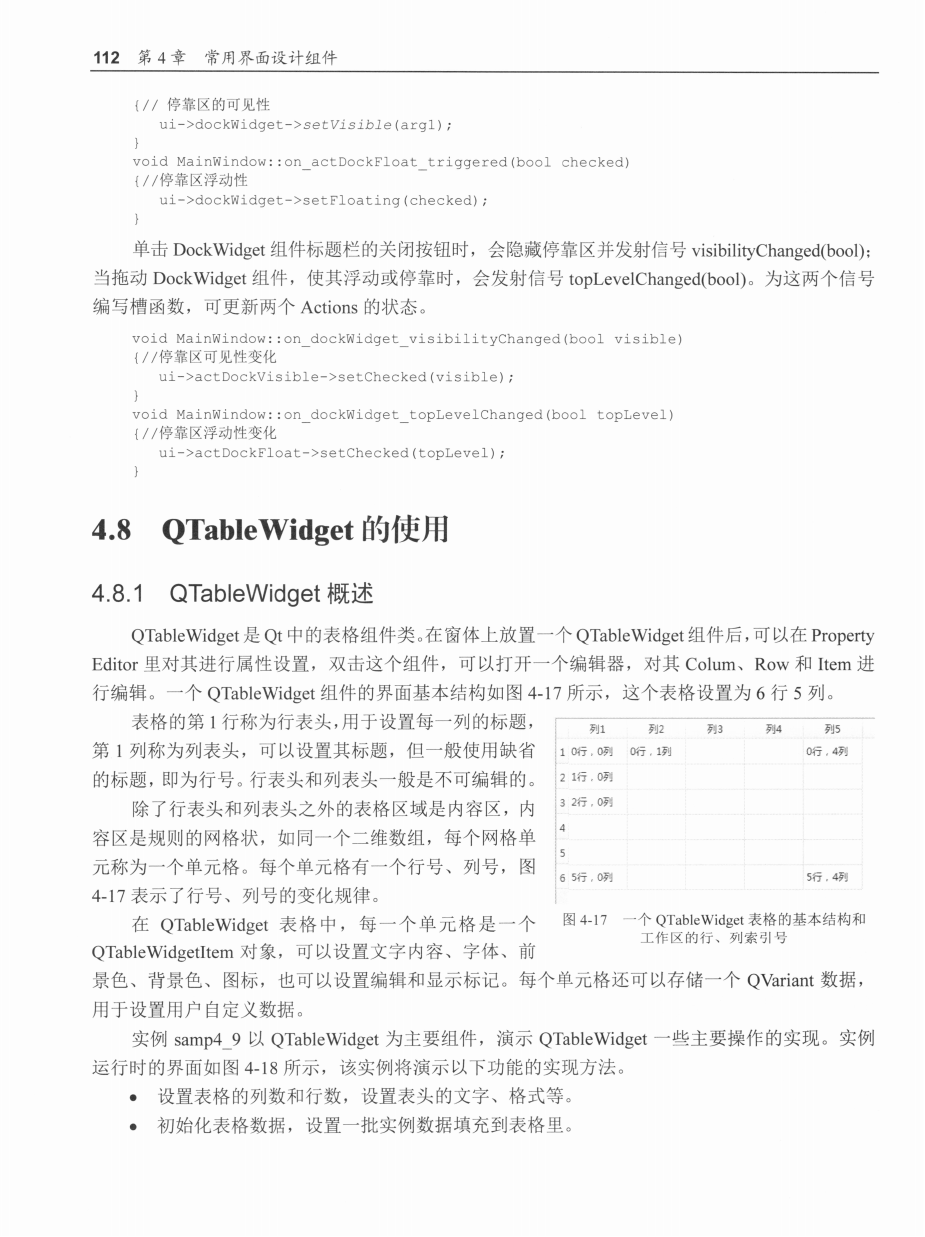 112 第 4 章 常用界面设计组件
{// 停靠区的可见性
ui->dockWidget->setVisible(arg1);
}
void MainWindow::on_actDockFloat_triggered(bool checked)
{//停靠区浮动性
ui->dockWidget->setFloating(checked);
}
单击 DockWidget 组件标题栏的关闭按钮时，会隐藏停靠区并发射信号 visibilityChanged(bool);
当拖动 DockWidget 组件，使其浮动或停靠时，会发射信号 topLevelChanged(bool)。为这两个信号
编写槽函数，可更新两个 Actions 的状态。
void MainWindow::on_dockWidget_visibilityChanged(bool visible)
{//停靠区可见性变化
ui->actDockVisible->setChecked(visible);
}
void MainWindow::on_dockWidget_topLevelChanged(bool topLevel)
{//停靠区浮动性变化
ui->actDockFloat->setChecked(topLevel);
}
4.8 QTableWidget 的使用
4.8.1 QTableWidget 概述
QTableWidget 是 Qt 中的表格组件类。在窗体上放置一个 QTableWidget 组件后，可以在 Property
Editor 里对其进行属性设置，双击这个组件，可以打开一个编辑器，对其 Colum、Row 和 Item 进
行编辑。一个 QTableWidget 组件的界面基本结构如图 4-17 所示，这个表格设置为 6 行 5 列。
表格的第 1 行称为行表头，用于设置每一列的标题，
第 1 列称为列表头，可以设置其标题，但一般使用缺省
的标题，即为行号。行表头和列表头一般是不可编辑的。
除了行表头和列表头之外的表格区域是内容区，内
容区是规则的网格状，如同一个二维数组，每个网格单
元称为一个单元格。每个单元格有一个行号、列号，图
4-17 表示了行号、列号的变化规律。
在 QTableWidget 表格中，每一个单元格是一个
QTableWidgetItem 对象，可以设置文字内容、字体、前
列1 列2 列3 列4 列5
1 0行，0列 0行，1列 0行，4列
2 1行，0列
3 2行，0列
4
5
6 5行，0列 5行，4列
图 4-17 一个 QTableWidget 表格的基本结构和
工作区的行、列索引号
景色、背景色、图标，也可以设置编辑和显示标记。每个单元格还可以存储一个 QVariant 数据，
用于设置用户自定义数据。
实例 samp4_9 以 QTableWidget 为主要组件，演示 QTableWidget 一些主要操作的实现。实例
运行时的界面如图 4-18 所示，该实例将演示以下功能的实现方法。
● 设置表格的列数和行数，设置表头的文字、格式等。
● 初始化表格数据，设置一批实例数据填充到表格里。